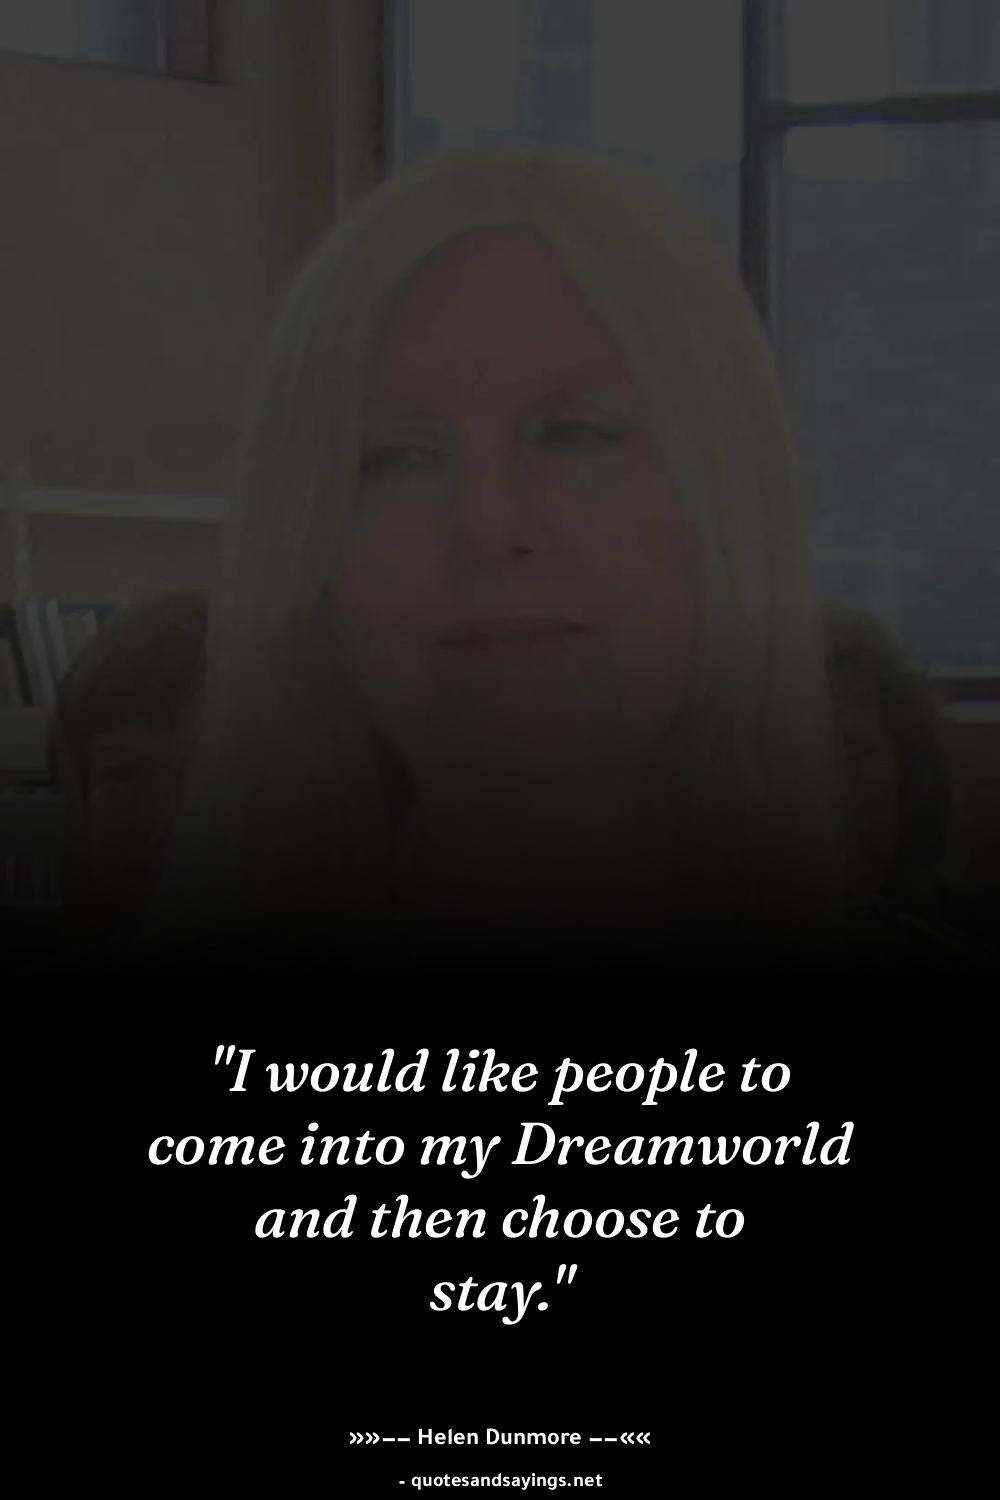 "I would like people to
come into my Dreamworld
and then choose to
stay."
»»—— Helen Dunmore ——««
- quotesandsayings.net